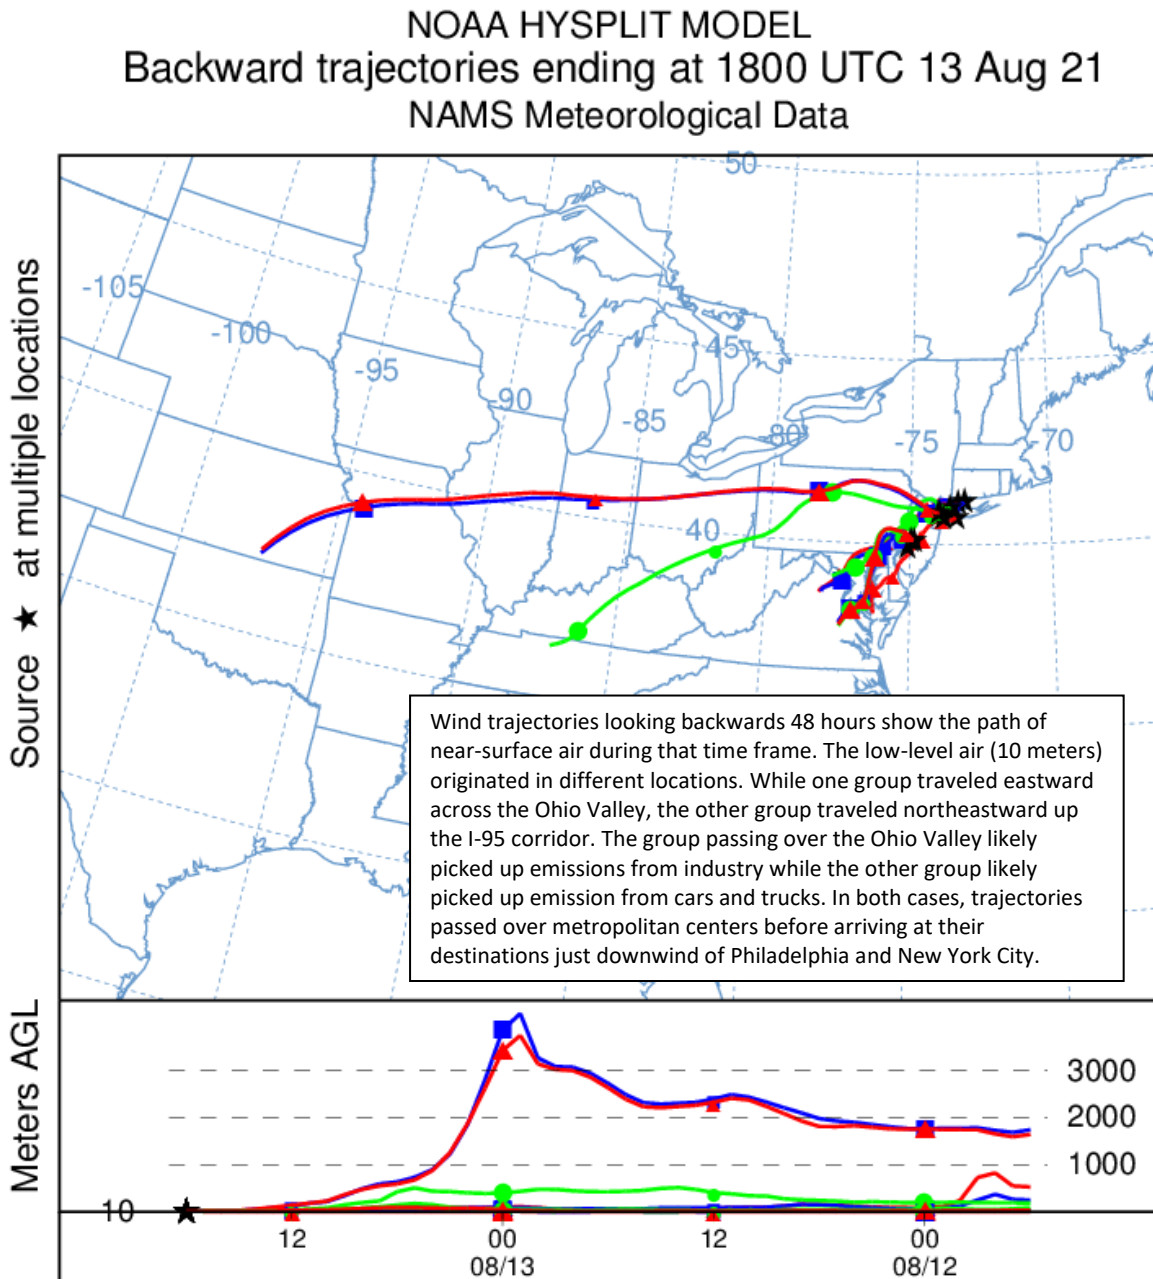 NOAA HYSPLIT MODEL
Backward trajectories ending at 1800 UTC 13 Aug 21
NAMS Meteorological Data
Source ★ at multiple locations
50
-105
-100
-95
-90
-85
45
-80
-75
-70
40
Wind trajectories looking backwards 48 hours show the path of
near-surface air during that time frame. The low-level air (10 meters)
originated in different locations. While one group traveled eastward
across the Ohio Valley, the other group traveled northeastward up
the I-95 corridor. The group passing over the Ohio Valley likely
picked up emissions from industry while the other group likely
picked up emission from cars and trucks. In both cases, trajectories
passed over metropolitan centers before arriving at their
destinations just downwind of Philadelphia and New York City.
Meters AGL
3000
2000
1000
10
12 00 12 00
08/13 08/12